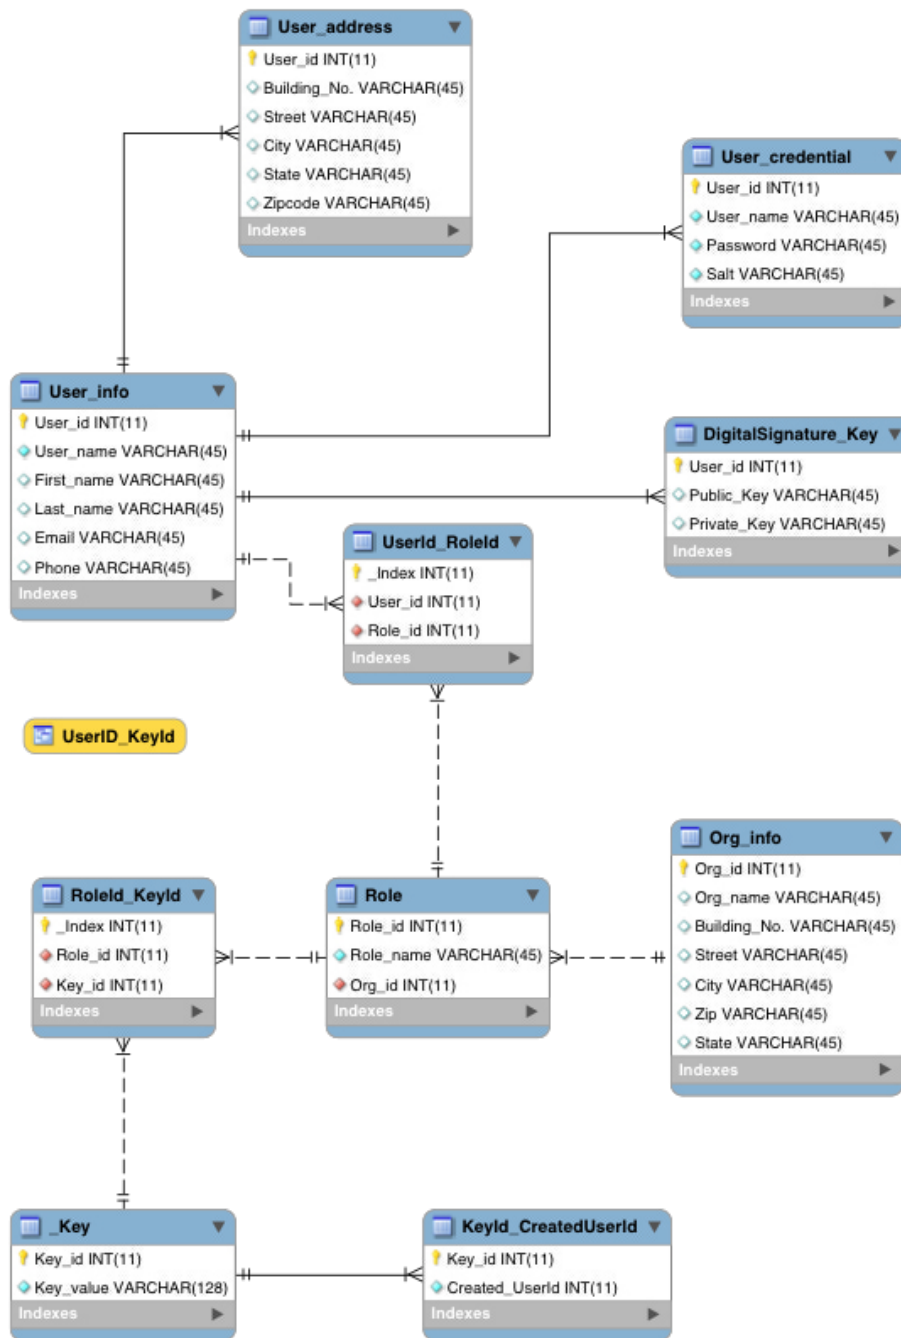 User_address
User_id INT(11)
Building_No. VARCHAR(45)
Street VARCHAR(45)
City VARCHAR(45)
State VARCHAR(45)
Zipcode VARCHAR(45)
Indexes
User_credential
User_id INT(11)
User_name VARCHAR(45)
Password VARCHAR(45)
Salt VARCHAR(45)
Indexes
User_info
User_id INT(11)
User_name VARCHAR(45)
First_name VARCHAR(45)
Last_name VARCHAR(45)
Email VARCHAR(45)
Phone VARCHAR(45)
Indexes
DigitalSignature_Key
User_id INT(11)
Public_Key VARCHAR(45)
Private_Key VARCHAR(45)
Indexes
UserId_RoleId
_Index INT(11)
User_id INT(11)
Role_id INT(11)
Indexes
UserID_KeyId
Org_info
Org_id INT(11)
Org_name VARCHAR(45)
Building_No. VARCHAR(45)
Street VARCHAR(45)
City VARCHAR(45)
Zip VARCHAR(45)
State VARCHAR(45)
Indexes
RoleId_KeyId
_Index INT(11)
Role_id INT(11)
Key_id INT(11)
Indexes
Role
Role_id INT(11)
Role_name VARCHAR(45)
Org_id INT(11)
Indexes
_Key
Key_id INT(11)
Key_value VARCHAR(128)
Indexes
KeyId_CreatedUserId
Key_id INT(11)
Created_UserId INT(11)
Indexes